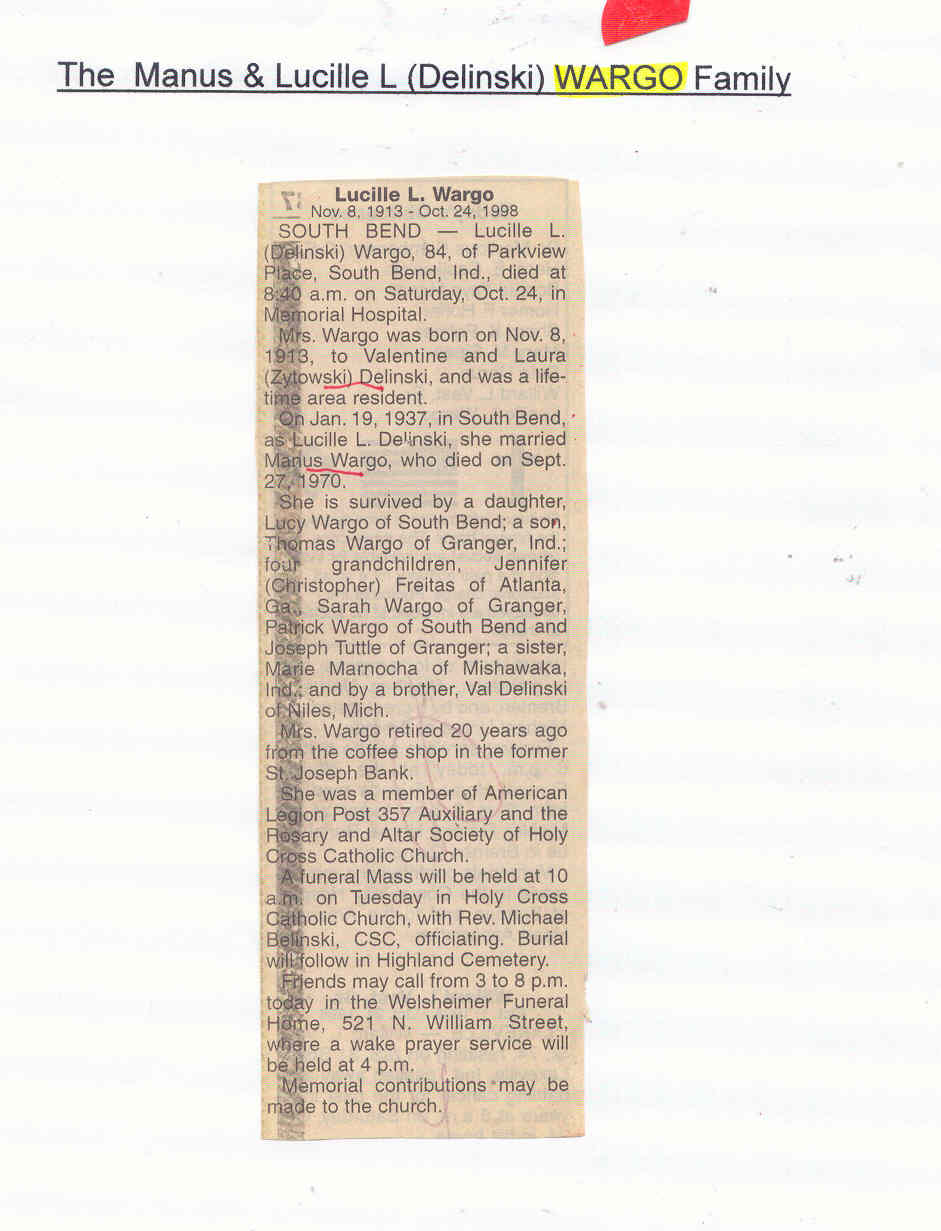 The Manus & Lucille L (Delinski) WARGO Family
Lucille L. Wargo
Nov. 8, 1913 - Oct. 24, 1998
SOUTH BEND — Lucille L.
(Delinski) Wargo, 84, of Parkview
Place, South Bend, Ind., died at
8:40 a.m. on Saturday, Oct. 24, in
Memorial Hospital.
Mrs. Wargo was born on Nov. 8,
1913, to Valentine and Laura
(Zytowski) Delinski, and was a life-
time area resident.
On Jan. 19, 1937, in South Bend,
as Lucille L. Delinski, she married
Manus Wargo, who died on Sept.
27, 1970.
She is survived by a daughter,
Lucy Wargo of South Bend; a son,
Thomas Wargo of Granger, Ind.;
four grandchildren, Jennifer
(Christopher) Freitas of Atlanta,
Ga., Sarah Wargo of Granger,
Patrick Wargo of South Bend and
Joseph Tuttle of Granger; a sister,
Marie Marnocha of Mishawaka,
Ind.; and by a brother, Val Delinski
of Niles, Mich.
Mrs. Wargo retired 20 years ago
from the coffee shop in the former
St. Joseph Bank.
She was a member of American
Legion Post 357 Auxiliary and the
Rosary and Altar Society of Holy
Cross Catholic Church.
A funeral Mass will be held at 10
a.m. on Tuesday in Holy Cross
Catholic Church, with Rev. Michael
Belinski, CSC, officiating. Burial
will follow in Highland Cemetery.
Friends may call from 3 to 8 p.m.
today in the Welsheimer Funeral
Home, 521 N. William Street,
where a wake prayer service will
be held at 4 p.m.
Memorial contributions may be
made to the church.